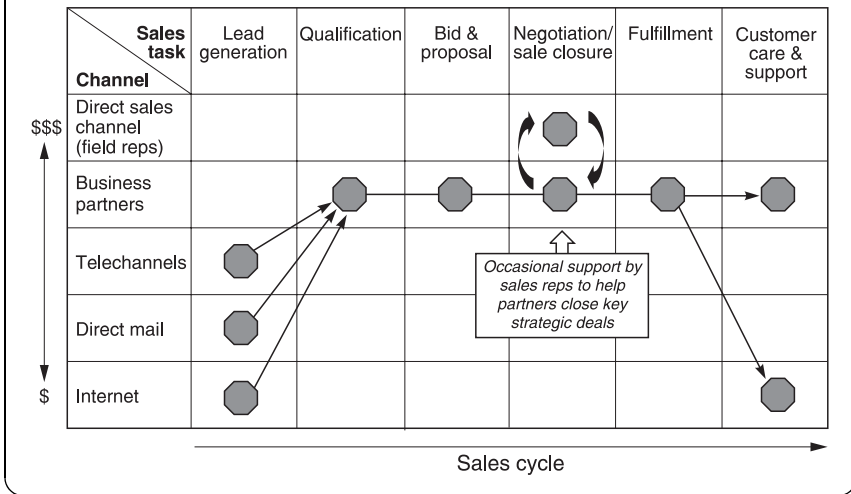 Sales
task
Channel
Lead
generation
Qualification
Bid &
proposal
Negotiation/
sale closure
Fulfillment
Customer
care &
support
$$$
Direct sales
channel
(field reps)
Business
partners
Telechannels
Occasional support by
sales reps to help
partners close key
strategic deals
Direct mail
$
Internet
Sales cycle